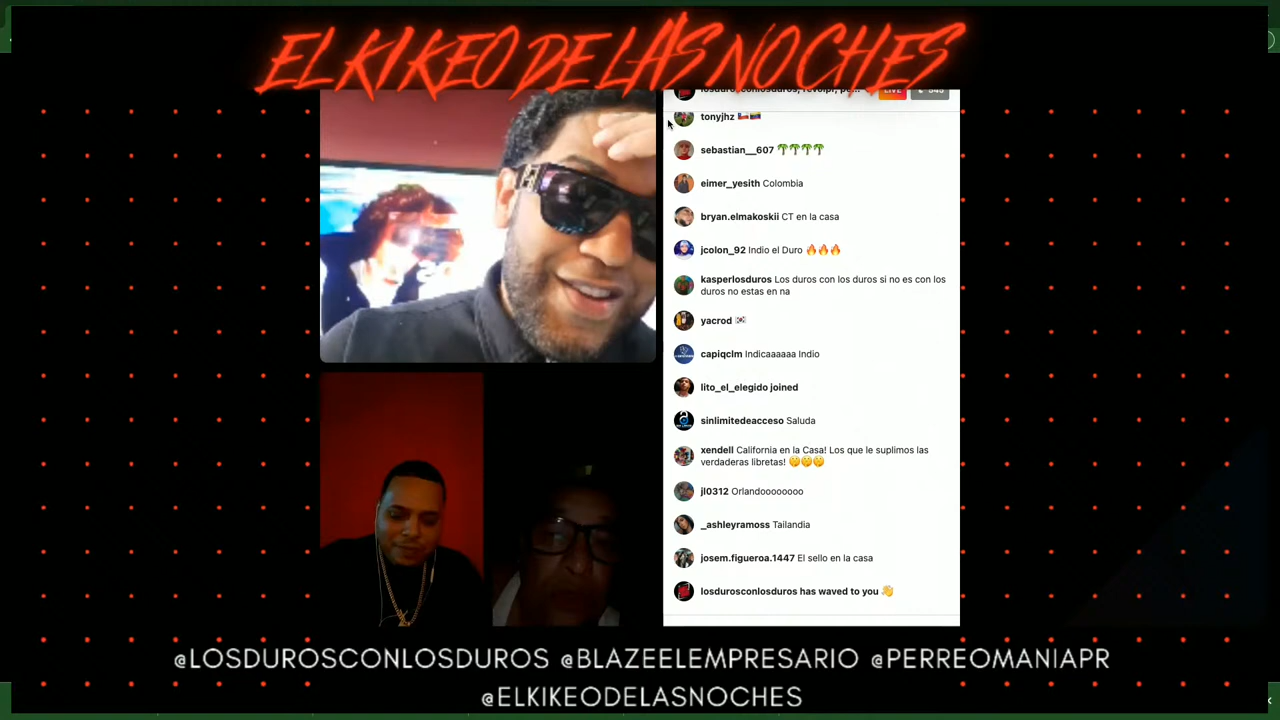 EL KIKEO DE LAS NOCHES
LIVE
tonyjhz 🇨🇱🇻🇪
sebastian__607 🌴🌴🌴🌴
eimer_yesith Colombia
bryan.elmakoskii CT en la casa
jcolon_92 Indio el Duro 🔥🔥🔥
kasperlosduros Los duros con los duros si no es con los
duros no estas en na
yacrod 🇰🇷
capiqclm Indicaaaaaa Indio
lito_el_elegido joined
sinlimitedeacceso Saluda
xendell California en la Casa! Los que le suplimos las
verdaderas libretas! 🤭🤭🤭
jl0312 Orlandoooooooo
_ashleyramoss Tailandia
josem.figueroa.1447 El sello en la casa
losdurosconlosduros has waved to you 👋
@LOSDUROSCONLOSDUROS @BLAZEELEMPRESARIO @PERREOMANIAPR
@ELKIKEODELASNOCHES